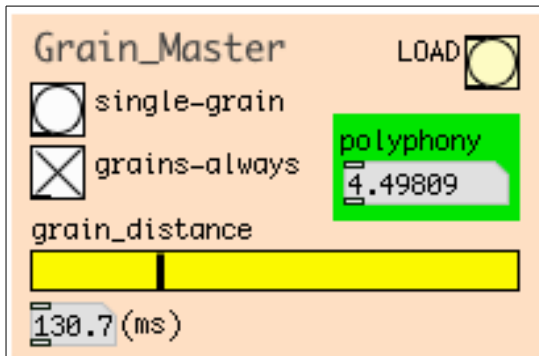 Grain_Master
LOAD
single-grain
polyphony
4.49809
grains-always
grain_distance
130.7 (ms)